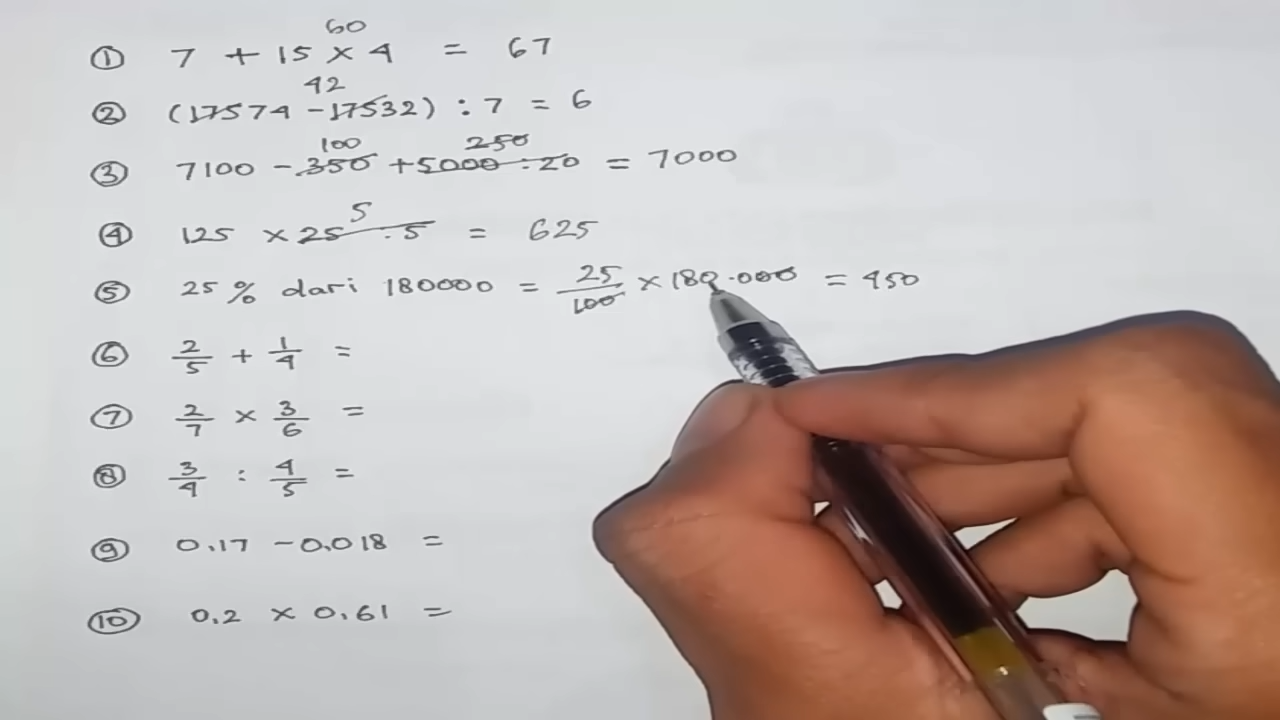 60
① 7 + 15 × 4 = 67
42
② (17574 - 17532) : 7 = 6
100 250
③ 7100 - 350 + 5000 : 20 = 7000
5
④ 125 × 25 : 5 = 625
⑤ 25 % dari 180000 = 25/100 × 180.000 = 450
⑥ 2/5 + 1/4 =
⑦ 2/7 × 3/6 =
⑧ 3/4 : 4/5 =
⑨ 0,17 - 0,018 =
⑩ 0,2 × 0,61 =